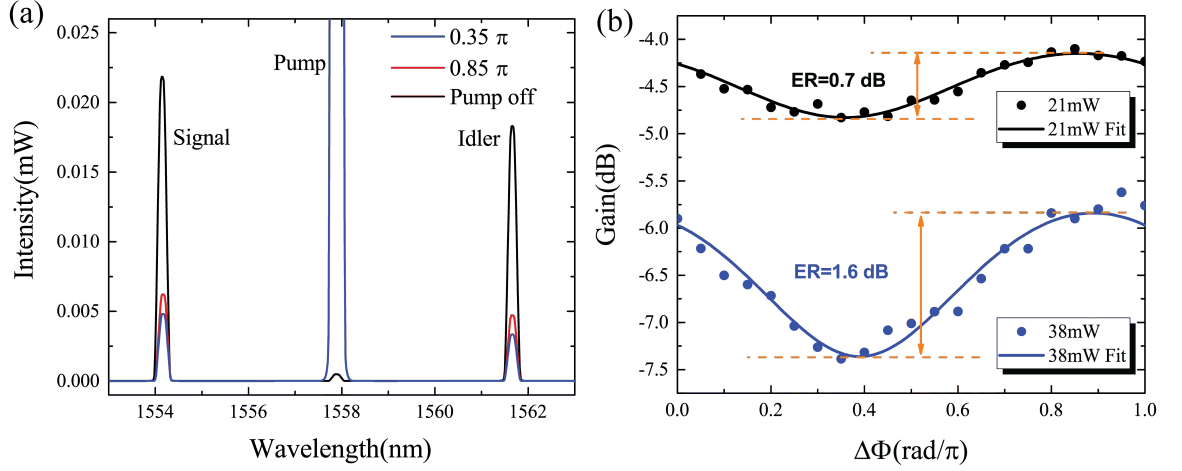 (a)
0.025
0.020
0.015
0.010
0.005
0.000
Intensity(mW)
1554
1556
1558
1560
1562
Wavelength(nm)
Signal
Pump
Idler
0.35 π
0.85 π
Pump off
(b)
-4.0
-4.5
-5.0
-5.5
-6.0
-6.5
-7.0
-7.5
Gain(dB)
0.0
0.2
0.4
0.6
0.8
1.0
ΔΦ(rad/π)
ER=0.7 dB
21mW
21mW Fit
ER=1.6 dB
38mW
38mW Fit